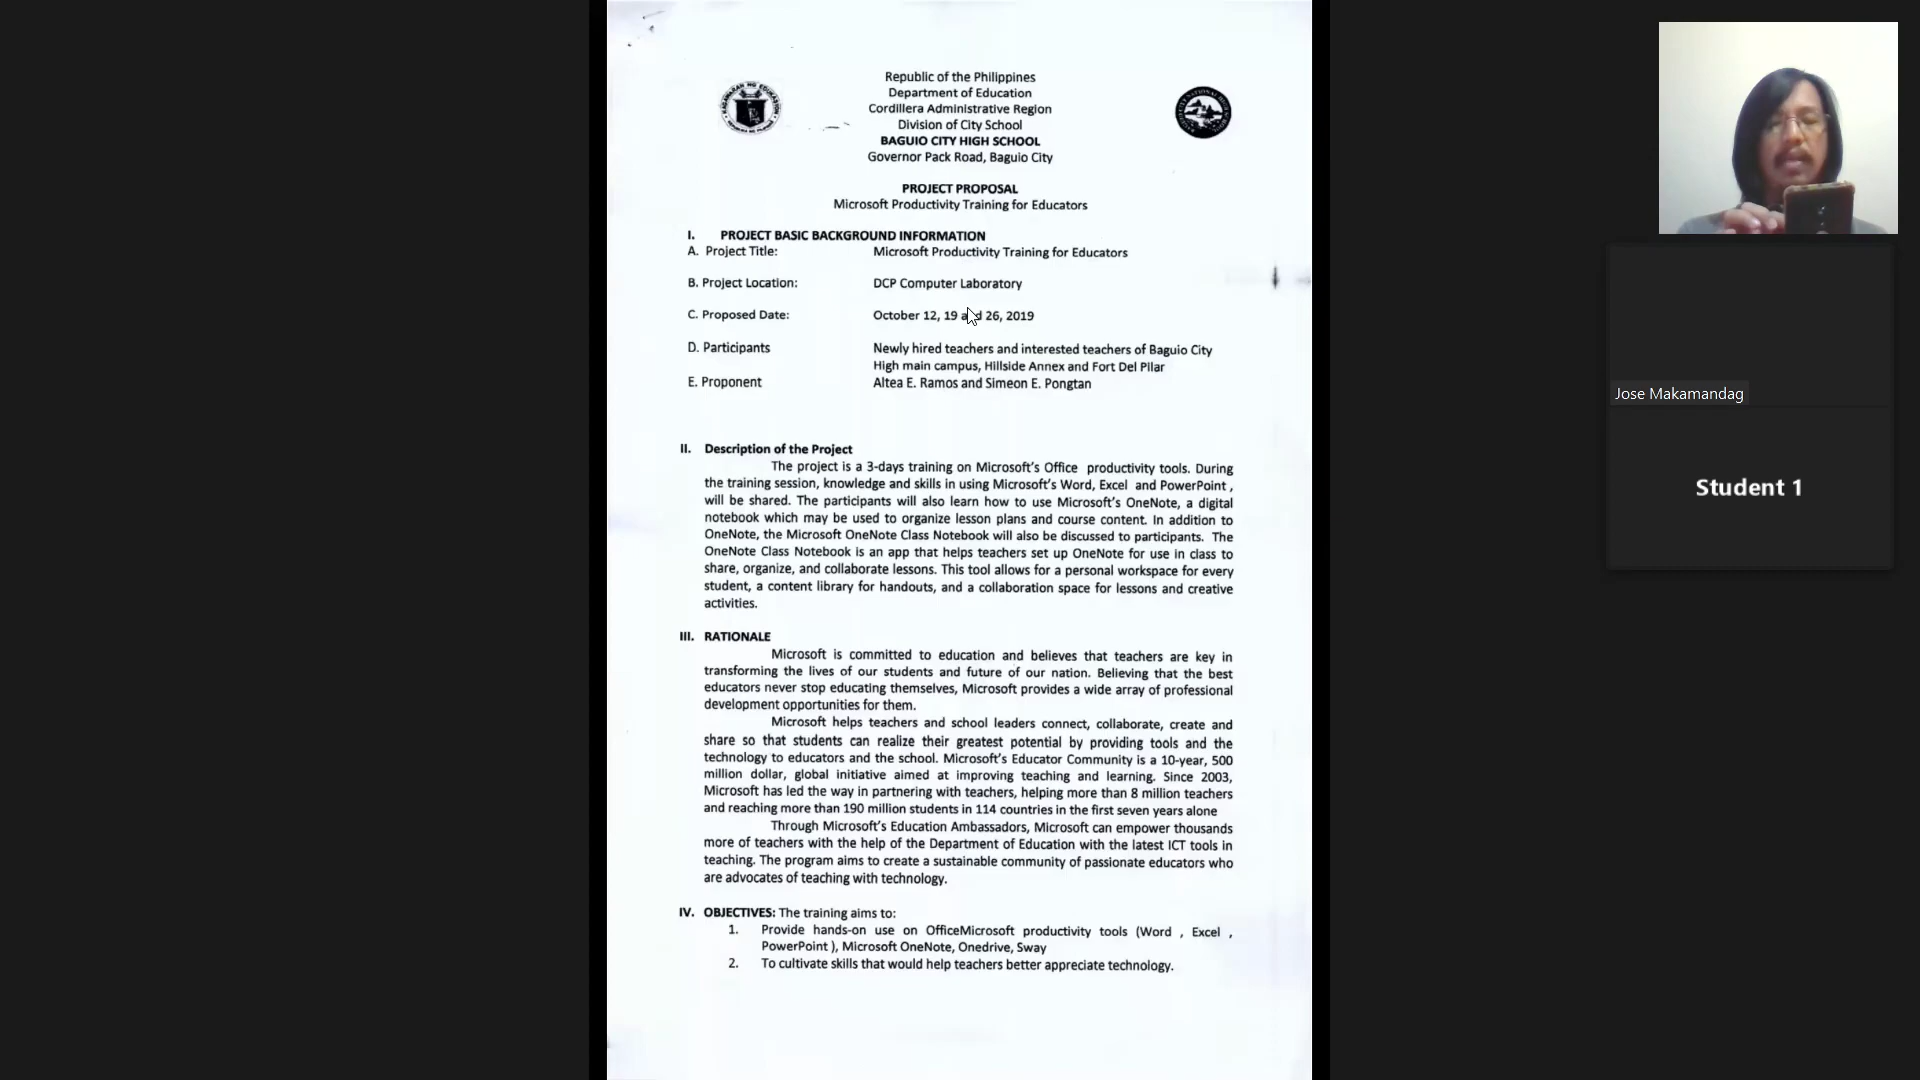 Republic of the Philippines
Department of Education
Cordillera Administrative Region
Division of City School
BAGUIO CITY HIGH SCHOOL
Governor Pack Road, Baguio City
PROJECT PROPOSAL
Microsoft Productivity Training for Educators
I. PROJECT BASIC BACKGROUND INFORMATION
A. Project Title: Microsoft Productivity Training for Educators
B. Project Location: DCP Computer Laboratory
C. Proposed Date: October 12, 19 and 26, 2019
D. Participants Newly hired teachers and interested teachers of Baguio City
High main campus, Hillside Annex and Fort Del Pilar
E. Proponent Altea E. Ramos and Simeon E. Pongtan
II. Description of the Project
The project is a 3-days training on Microsoft's Office productivity tools. During
the training session, knowledge and skills in using Microsoft's Word, Excel and PowerPoint ,
will be shared. The participants will also learn how to use Microsoft's OneNote, a digital
notebook which may be used to organize lesson plans and course content. In addition to
OneNote, the Microsoft OneNote Class Notebook will also be discussed to participants. The
OneNote Class Notebook is an app that helps teachers set up OneNote for use in class to
share, organize, and collaborate lessons. This tool allows for a personal workspace for every
student, a content library for handouts, and a collaboration space for lessons and creative
activities.
III. RATIONALE
Microsoft is committed to education and believes that teachers are key in
transforming the lives of our students and future of our nation. Believing that the best
educators never stop educating themselves, Microsoft provides a wide array of professional
development opportunities for them.
Microsoft helps teachers and school leaders connect, collaborate, create and
share so that students can realize their greatest potential by providing tools and the
technology to educators and the school. Microsoft's Educator Community is a 10-year, 500
million dollar, global initiative aimed at improving teaching and learning. Since 2003,
Microsoft has led the way in partnering with teachers, helping more than 8 million teachers
and reaching more than 190 million students in 114 countries in the first seven years alone
Through Microsoft's Education Ambassadors, Microsoft can empower thousands
more of teachers with the help of the Department of Education with the latest ICT tools in
teaching. The program aims to create a sustainable community of passionate educators who
are advocates of teaching with technology.
IV. OBJECTIVES: The training aims to:
1. Provide hands-on use on OfficeMicrosoft productivity tools (Word , Excel ,
PowerPoint ), Microsoft OneNote, Onedrive, Sway
2. To cultivate skills that would help teachers better appreciate technology.
Jose Makamandag
Student 1